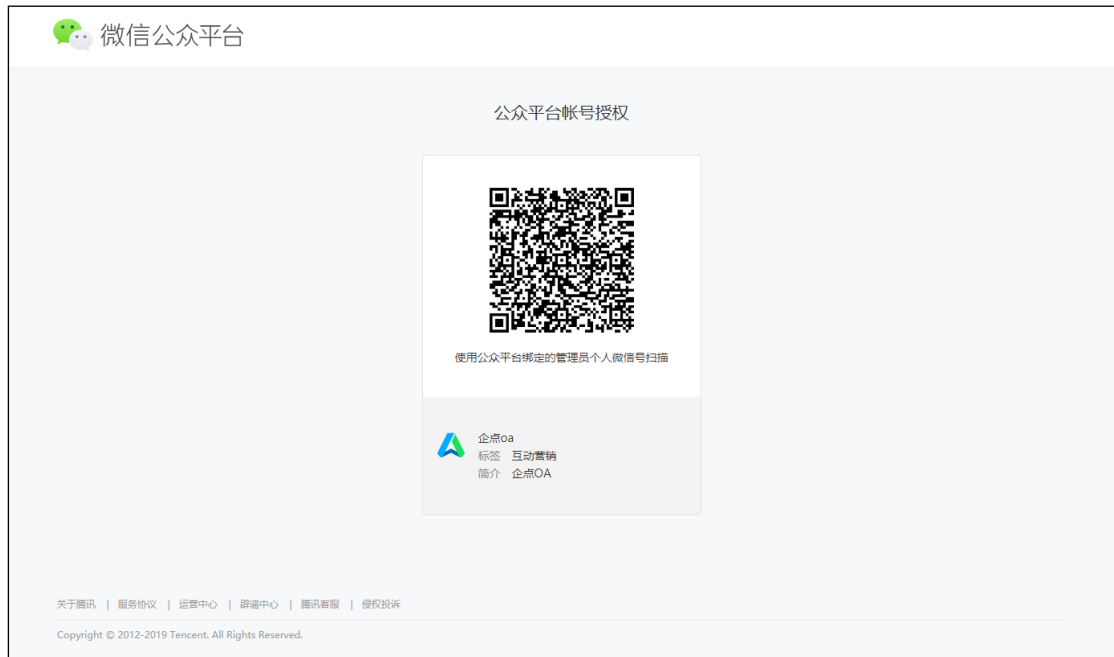 微信公众平台
公众平台帐号授权
使用公众平台绑定的管理员个人微信号扫描
企点oa
标签 互动营销
简介 企点OA
关于腾讯 | 服务协议 | 运营中心 | 辟谣中心 | 腾讯客服 | 侵权投诉
Copyright © 2012-2019 Tencent. All Rights Reserved.